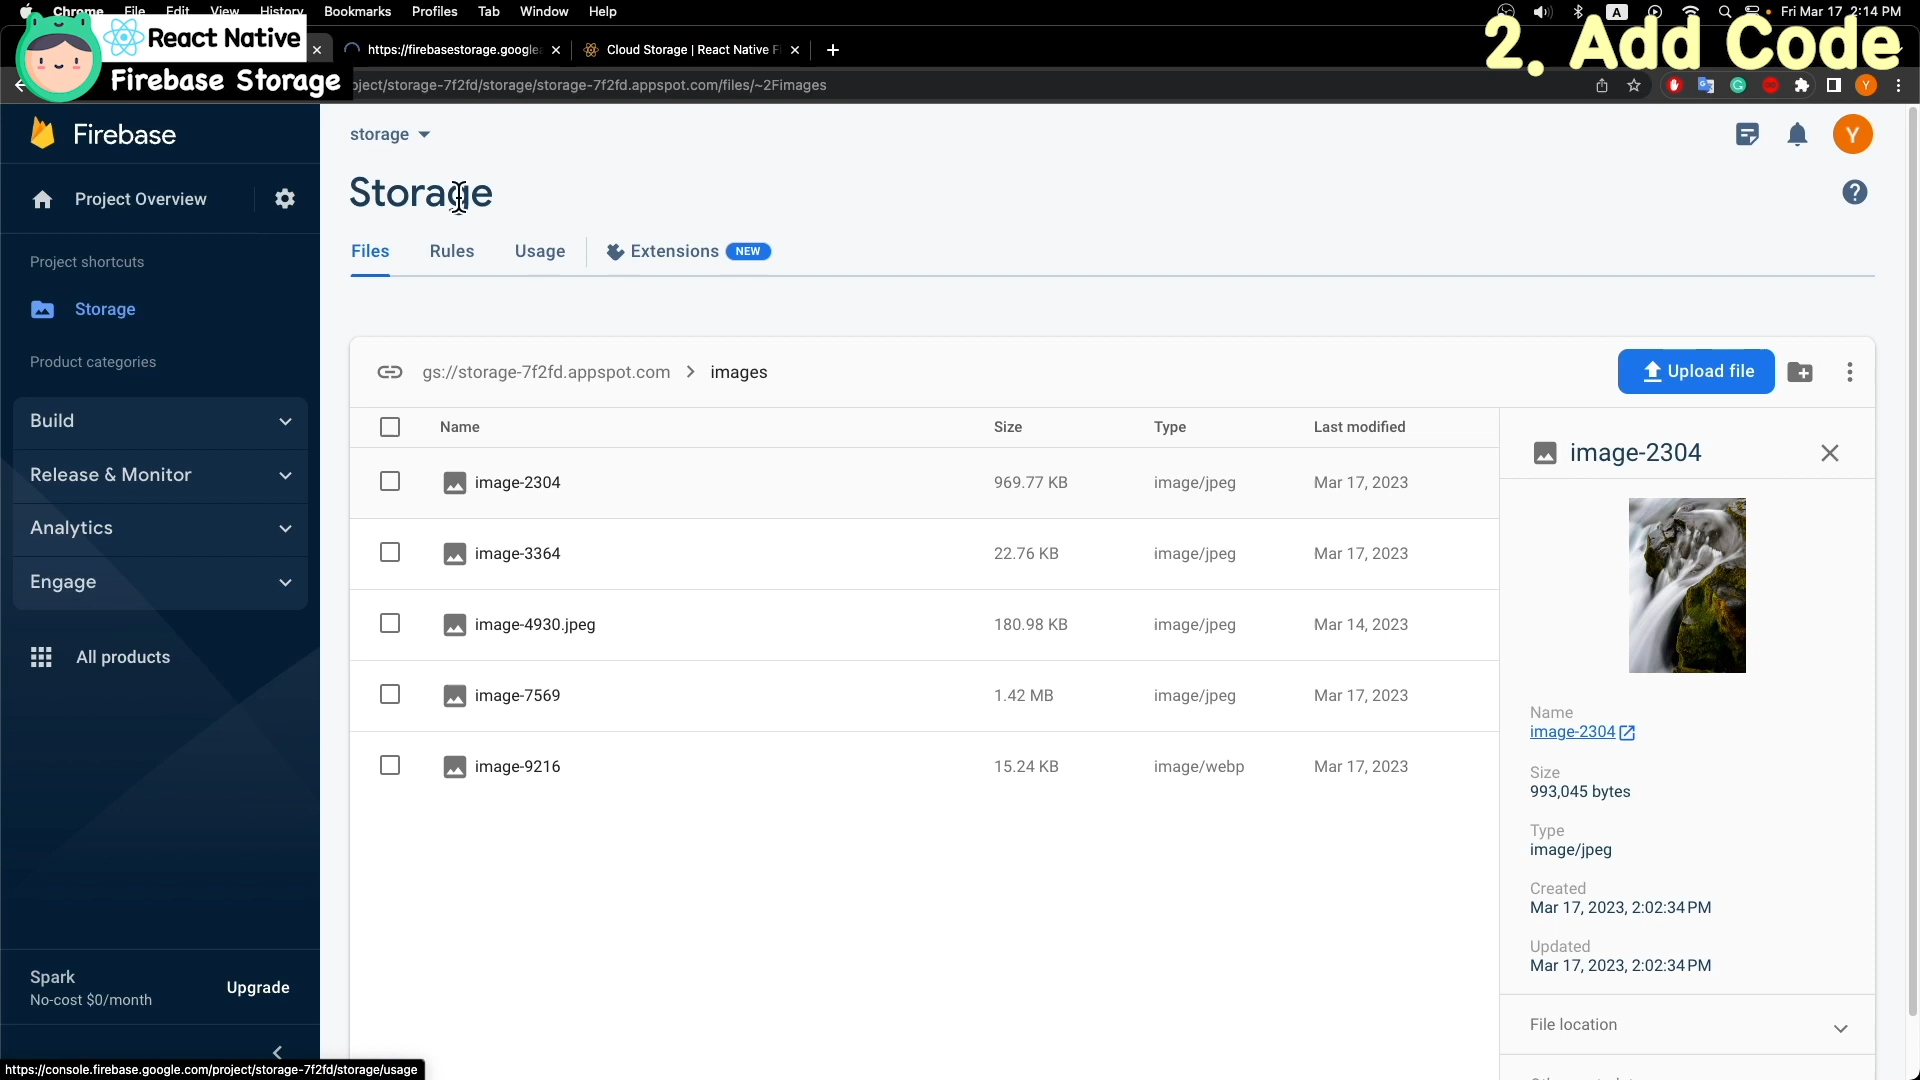 Chrome File Edit View History Bookmarks Profiles Tab Window Help
A Fri Mar 17 2:14 PM
React Native
Firebase Storage
2. Add Code
https://firebasestorage.google
Cloud Storage | React Native F
ject/storage-7f2fd/storage/storage-7f2fd.appspot.com/files/~2Fimages
Y
Firebase
storage
Y
Project Overview
Storage
Files Rules Usage Extensions NEW
Project shortcuts
Storage
Product categories
Build
Release & Monitor
Analytics
Engage
All products
Spark
No-cost $0/month
Upgrade
gs://storage-7f2fd.appspot.com > images
Upload file
Name Size Type Last modified
image-2304 969.77 KB image/jpeg Mar 17, 2023
image-3364 22.76 KB image/jpeg Mar 17, 2023
image-4930.jpeg 180.98 KB image/jpeg Mar 14, 2023
image-7569 1.42 MB image/jpeg Mar 17, 2023
image-9216 15.24 KB image/webp Mar 17, 2023
image-2304
Name
image-2304
Size
993,045 bytes
Type
image/jpeg
Created
Mar 17, 2023, 2:02:34 PM
Updated
Mar 17, 2023, 2:02:34 PM
File location
https://console.firebase.google.com/project/storage-7f2fd/storage/usage